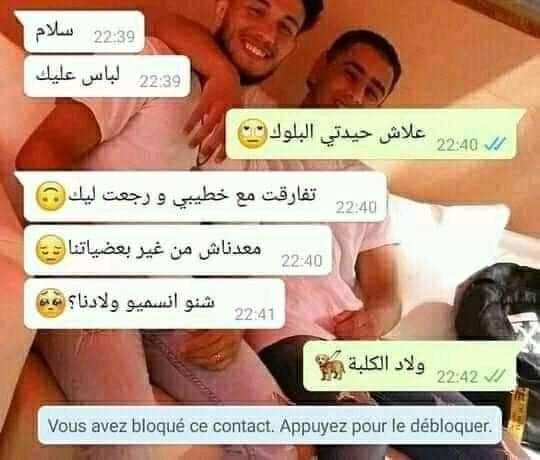 سلام 22:39
لباس عليك 22:39
علاش حيدتي البلوك🙄
22:40
تفارقت مع خطيبي و رجعت ليك🙃
22:40
معدناش من غير بعضياتنا😔
22:40
شنو انسميو ولادنا؟🥺
22:41
ولاد الكلبة🦮
22:42
Vous avez bloqué ce contact. Appuyez pour le débloquer.